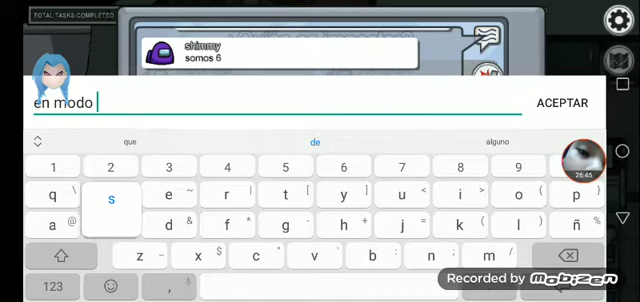 TOTAL TASKS COMPLETED
shimmy
somos 6
en modo
ACEPTAR
que de alguno
1 2 3 4 5 6 7 8 9
q \ e ~ r | t [ y ] u < i > o { p }
s
a @ d & f * g - h + j ( k ) l ñ %
z _ x $ c " v ' b : n ; m /
123 ,
26:45
Recorded by MOBIZEN